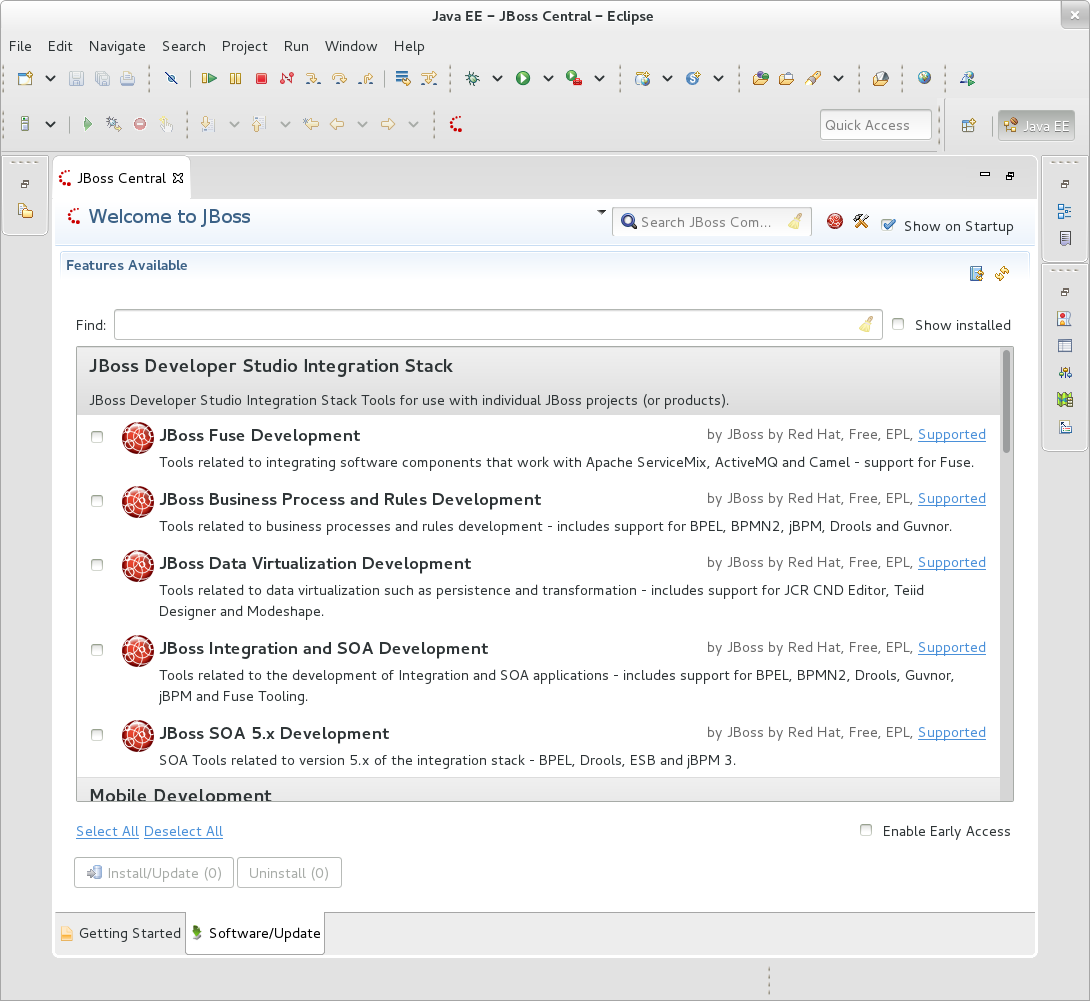 Java EE – JBoss Central – Eclipse
File Edit Navigate Search Project Run Window Help
Quick Access
Java EE
JBoss Central
Welcome to JBoss
Search JBoss Com...
Show on Startup
Features Available
Find:
Show installed
JBoss Developer Studio Integration Stack
JBoss Developer Studio Integration Stack Tools for use with individual JBoss projects (or products).
JBoss Fuse Development by JBoss by Red Hat, Free, EPL, Supported
Tools related to integrating software components that work with Apache ServiceMix, ActiveMQ and Camel - support for Fuse.
JBoss Business Process and Rules Development by JBoss by Red Hat, Free, EPL, Supported
Tools related to business processes and rules development - includes support for BPEL, BPMN2, jBPM, Drools and Guvnor.
JBoss Data Virtualization Development by JBoss by Red Hat, Free, EPL, Supported
Tools related to data virtualization such as persistence and transformation - includes support for JCR CND Editor, Teiid
Designer and Modeshape.
JBoss Integration and SOA Development by JBoss by Red Hat, Free, EPL, Supported
Tools related to the development of Integration and SOA applications - includes support for BPEL, BPMN2, Drools, Guvnor,
jBPM and Fuse Tooling.
JBoss SOA 5.x Development by JBoss by Red Hat, Free, EPL, Supported
SOA Tools related to version 5.x of the integration stack - BPEL, Drools, ESB and jBPM 3.
Mobile Development
Select All Deselect All
Enable Early Access
Install/Update (0) Uninstall (0)
Getting Started Software/Update